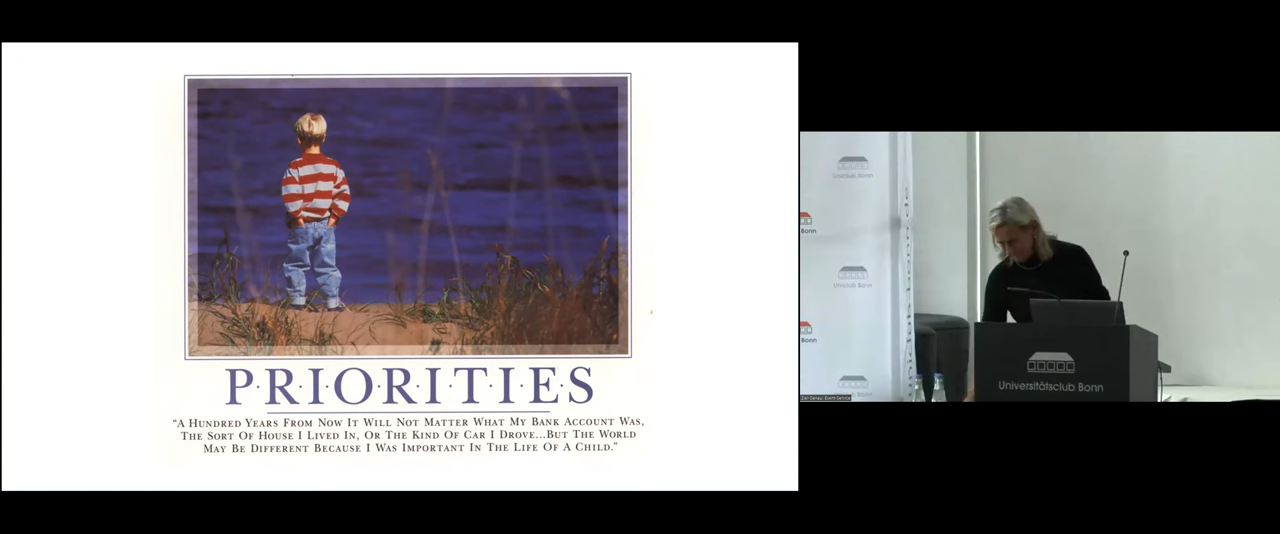 P·R·I·O·R·I·T·I·E·S
“A Hundred Years From Now It Will Not Matter What My Bank Account Was,
The Sort Of House I Lived In, Or The Kind Of Car I Drove...But The World
May Be Different Because I Was Important In The Life Of A Child.”
Uniclub Bonn
Bonn
Uniclub Bonn
Bonn
Universitätsclub Bonn